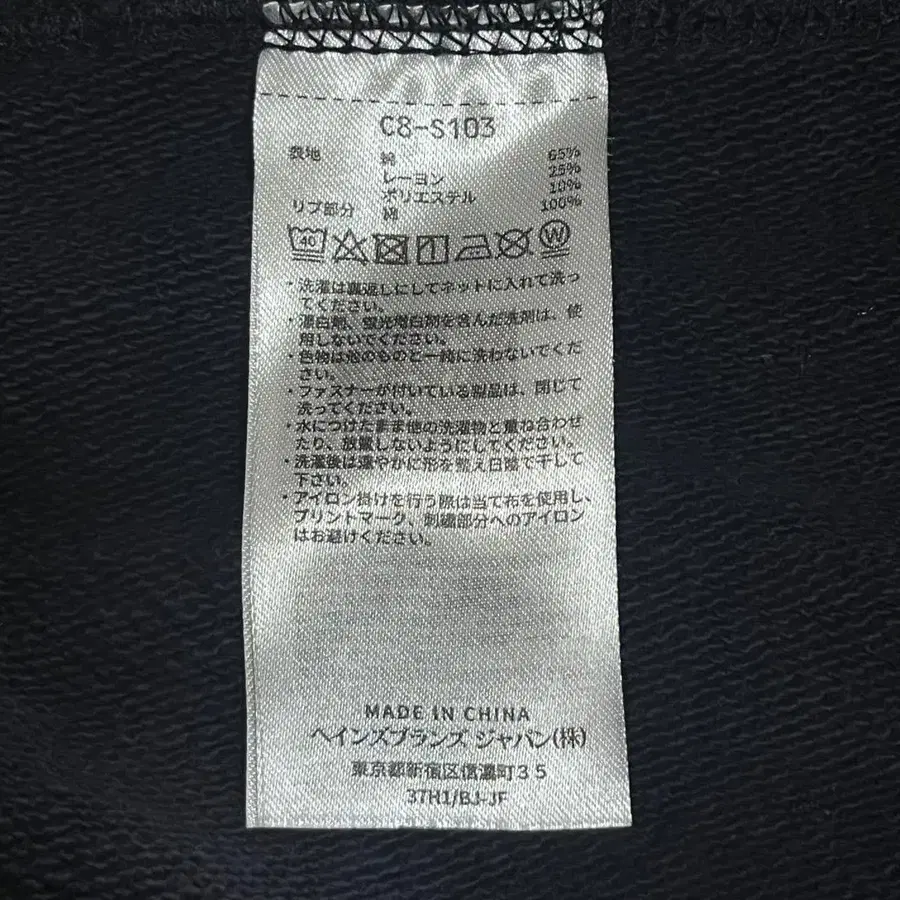 C8-S103
表地 綿 65%
レーヨン 25%
ポリエステル 10%
リブ部分 綿 100%
40 W
・洗濯は裏返しにしてネットに入れて洗っ
てください。
・漂白剤、蛍光増白剤を含んだ洗剤は、使
用しないでください。
・色物は他のものと一緒に洗わないでくだ
さい。
・ファスナーが付いている製品は、閉じて
洗ってください。
・水につけたまま他の洗濯物と重ね合わせ
たり、放置しないようにしてください。
・洗濯後は速やかに形を整え日陰で干して
下さい。
・アイロン掛けを行う際は当て布を使用し、
プリントマーク、刺繍部分へのアイロン
はお避けください。
MADE IN CHINA
ヘインズブランズ ジャパン(株)
東京都新宿区信濃町35
37H1/BJ-JF